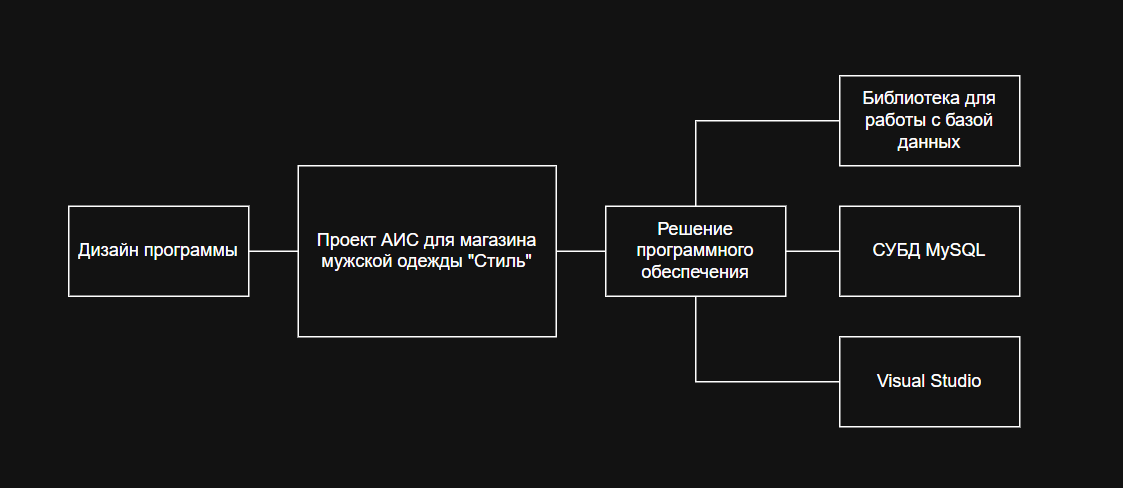 Дизайн программы
Проект АИС для магазина
мужской одежды "Стиль"
Решение
программного
обеспечения
Библиотека для
работы с базой
данных
СУБД MySQL
Visual Studio